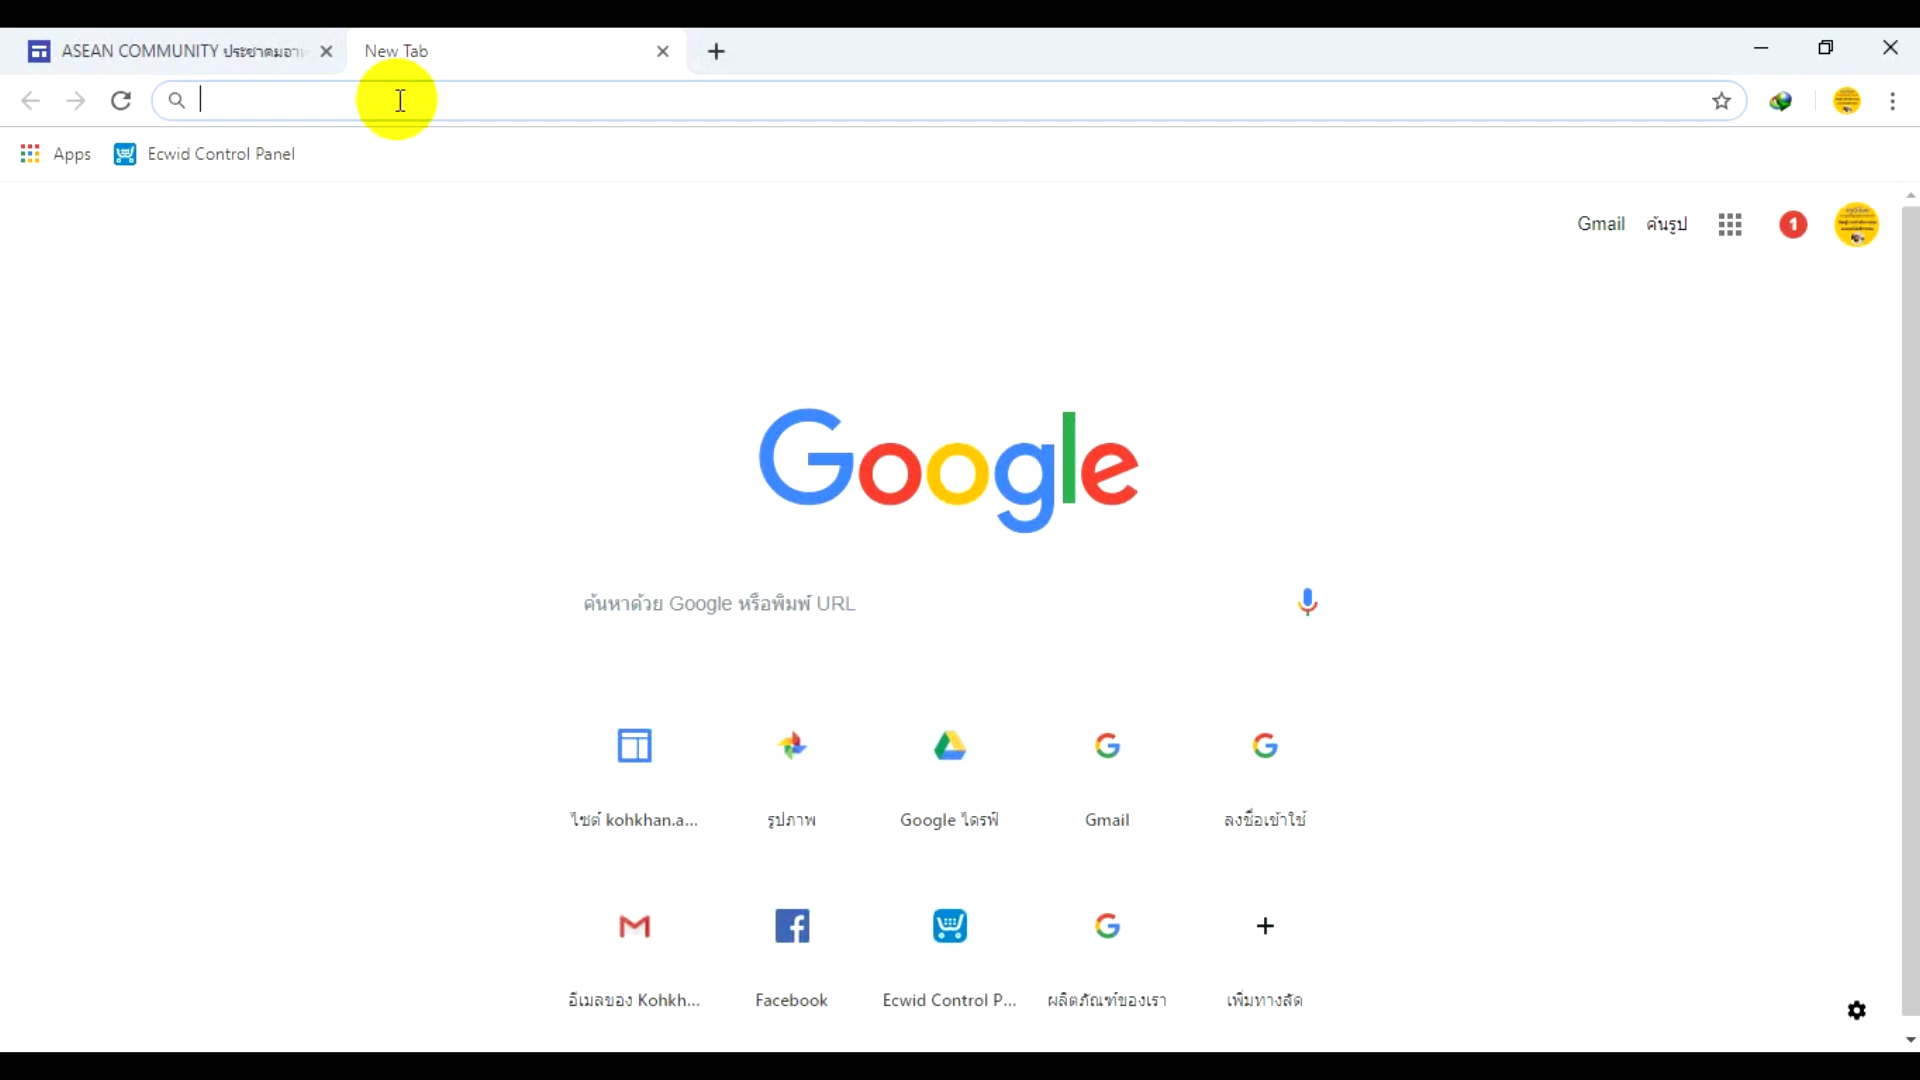 ASEAN COMMUNITY ประชาคมอา
New Tab
Apps
Ecwid Control Panel
Gmail
ค้นรูป
1
Google
ค้นหาด้วย Google หรือพิมพ์ URL
ไซต์ kohkhan.a...
รูปภาพ
Google ไดรฟ์
Gmail
ลงชื่อเข้าใช้
อีเมลของ Kohkh...
Facebook
Ecwid Control P...
ผลิตภัณฑ์ของเรา
เพิ่มทางลัด